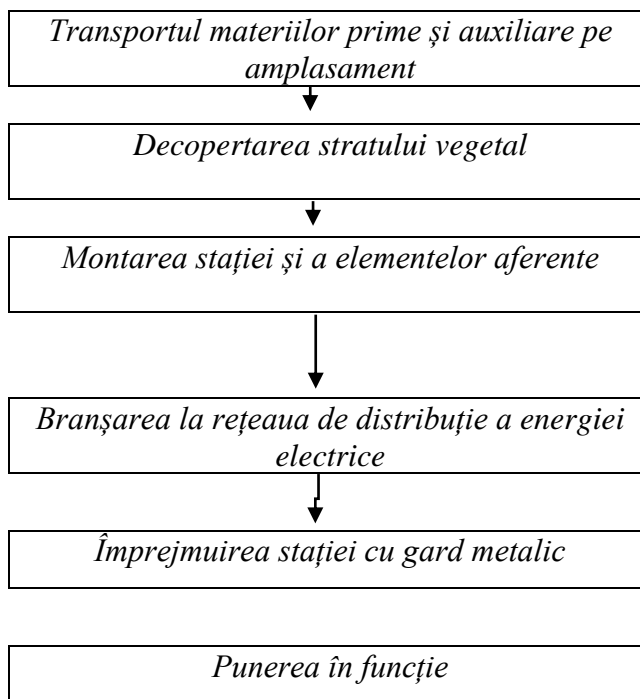 Transportul materiilor prime și auxiliare pe
amplasament
Decopertarea stratului vegetal
Montarea stației și a elementelor aferente
Branșarea la rețeaua de distribuție a energiei
electrice
Împrejmuirea stației cu gard metalic
Punerea în funcție